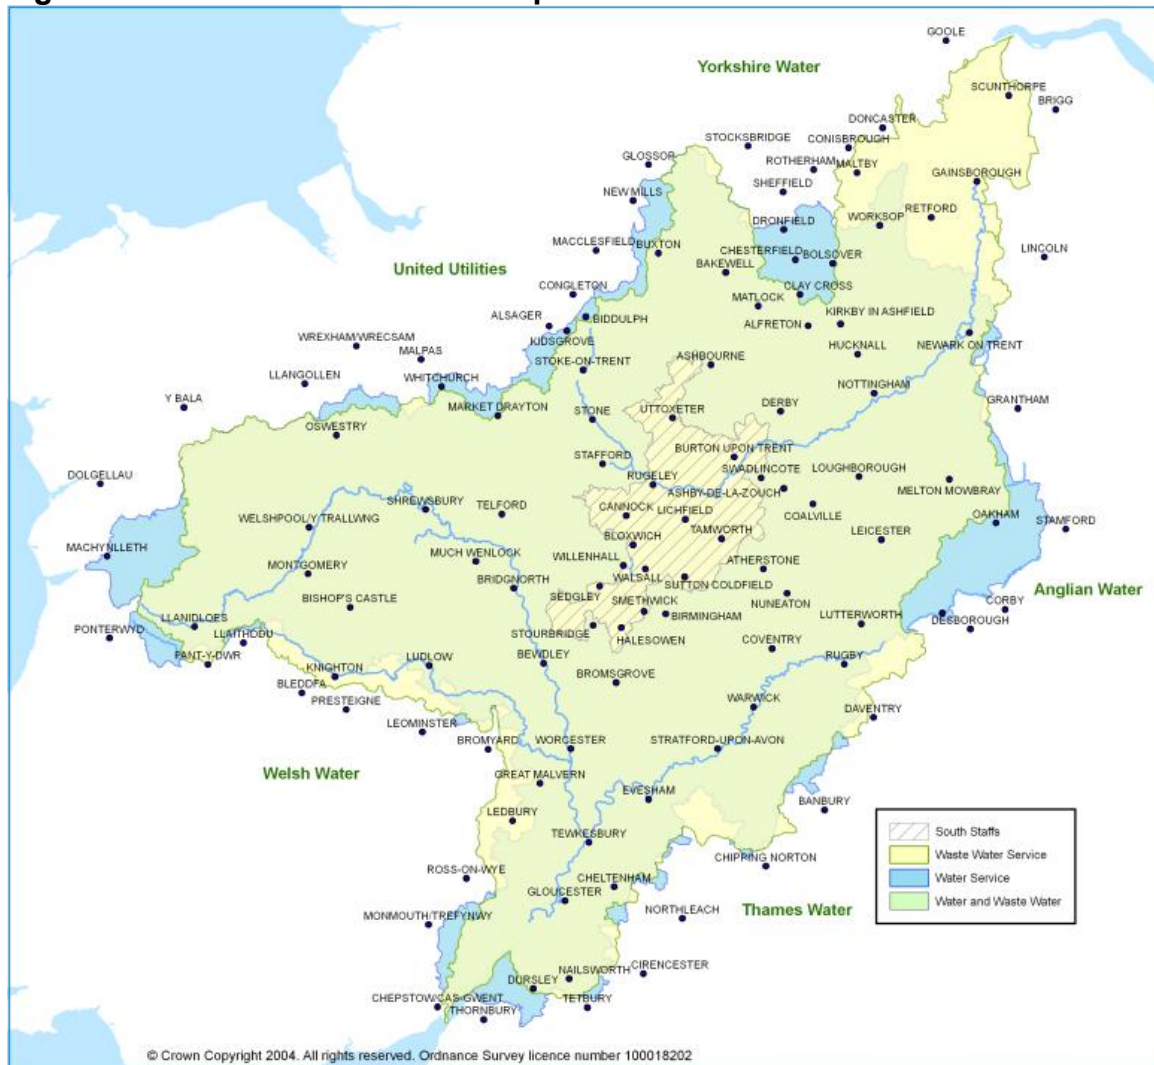 GOOLE
Yorkshire Water
SCUNTHORPE
BRIGG
DONCASTER
STOCKSBRIDGE
CONISBROUGH
GLOSSOP
ROTHERHAM
MALTBY
GAINSBOROUGH
SHEFFIELD
NEW MILLS
RETFORD
DRONFIELD
WORKSOP
MACCLESFIELD
BUXTON
CHESTERFIELD
BOLSOVER
LINCOLN
BAKEWELL
United Utilities
CLAY CROSS
CONGLETON
MATLOCK
KIRKBY IN ASHFIELD
ALSAGER
BIDDULPH
ALFRETON
WREXHAM/WRECSAM
KIDSGROVE
HUCKNALL
NEWARK ON TRENT
MALPAS
STOKE-ON-TRENT
ASHBOURNE
LLANGOLLEN
WHITCHURCH
NOTTINGHAM
Y BALA
MARKET DRAYTON
STONE
UTTOXETER
DERBY
GRANTHAM
OSWESTRY
BURTON UPON TRENT
STAFFORD
SWADLINCOTE
LOUGHBOROUGH
DOLGELLAU
RUGELEY
ASHBY-DE-LA-ZOUCH
MELTON MOWBRAY
SHREWSBURY
TELFORD
CANNOCK
LICHFIELD
COALVILLE
OAKHAM
WELSHPOOL/Y TRALLWNG
TAMWORTH
LEICESTER
STAMFORD
BLOXWICH
MACHYNLLETH
MUCH WENLOCK
WILLENHALL
ATHERSTONE
MONTGOMERY
BRIDGNORTH
WALSALL
SUTTON COLDFIELD
Anglian Water
BISHOP'S CASTLE
SEDGLEY
SMETHWICK
NUNEATON
CORBY
LLANIDLOES
BIRMINGHAM
LUTTERWORTH
DESBOROUGH
PONTERWYD
LLAITHDDU
STOURBRIDGE
HALESOWEN
COVENTRY
PANT-Y-DWR
LUDLOW
BEWDLEY
RUGBY
KNIGHTON
BROMSGROVE
BLEDDFA
PRESTEIGNE
WARWICK
DAVENTRY
LEOMINSTER
BROMYARD
WORCESTER
STRATFORD-UPON-AVON
Welsh Water
GREAT MALVERN
EVESHAM
BANBURY
LEDBURY
TEWKESBURY
South Staffs
Waste Water Service
CHIPPING NORTON
ROSS-ON-WYE
CHELTENHAM
Water Service
GLOUCESTER
Water and Waste Water
MONMOUTH/TREFYNWY
NORTHLEACH
Thames Water
NAILSWORTH
CIRENCESTER
DURSLEY
CHEPSTOW/CAS-GWENT
TETBURY
THORNBURY
© Crown Copyright 2004. All rights reserved. Ordnance Survey licence number 100018202